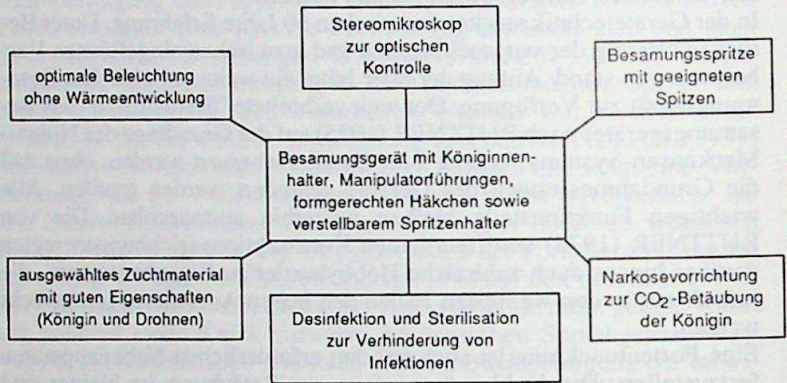 Stereomikroskop
zur optischen
Kontrolle
optimale Beleuchtung
ohne Wärmeentwicklung
Besamungsspritze
mit geeigneten
Spitzen
Besamungsgerät mit Königinnen-
halter, Manipulatorführungen,
formgerechten Häkchen sowie
verstellbarem Spritzenhalter
ausgewähltes Zuchtmaterial
mit guten Eigenschaften
(Königin und Drohnen)
Desinfektion und Sterilisation
zur Verhinderung von
Infektionen
Narkosevorrichtung
zur CO₂-Betäubung
der Königin